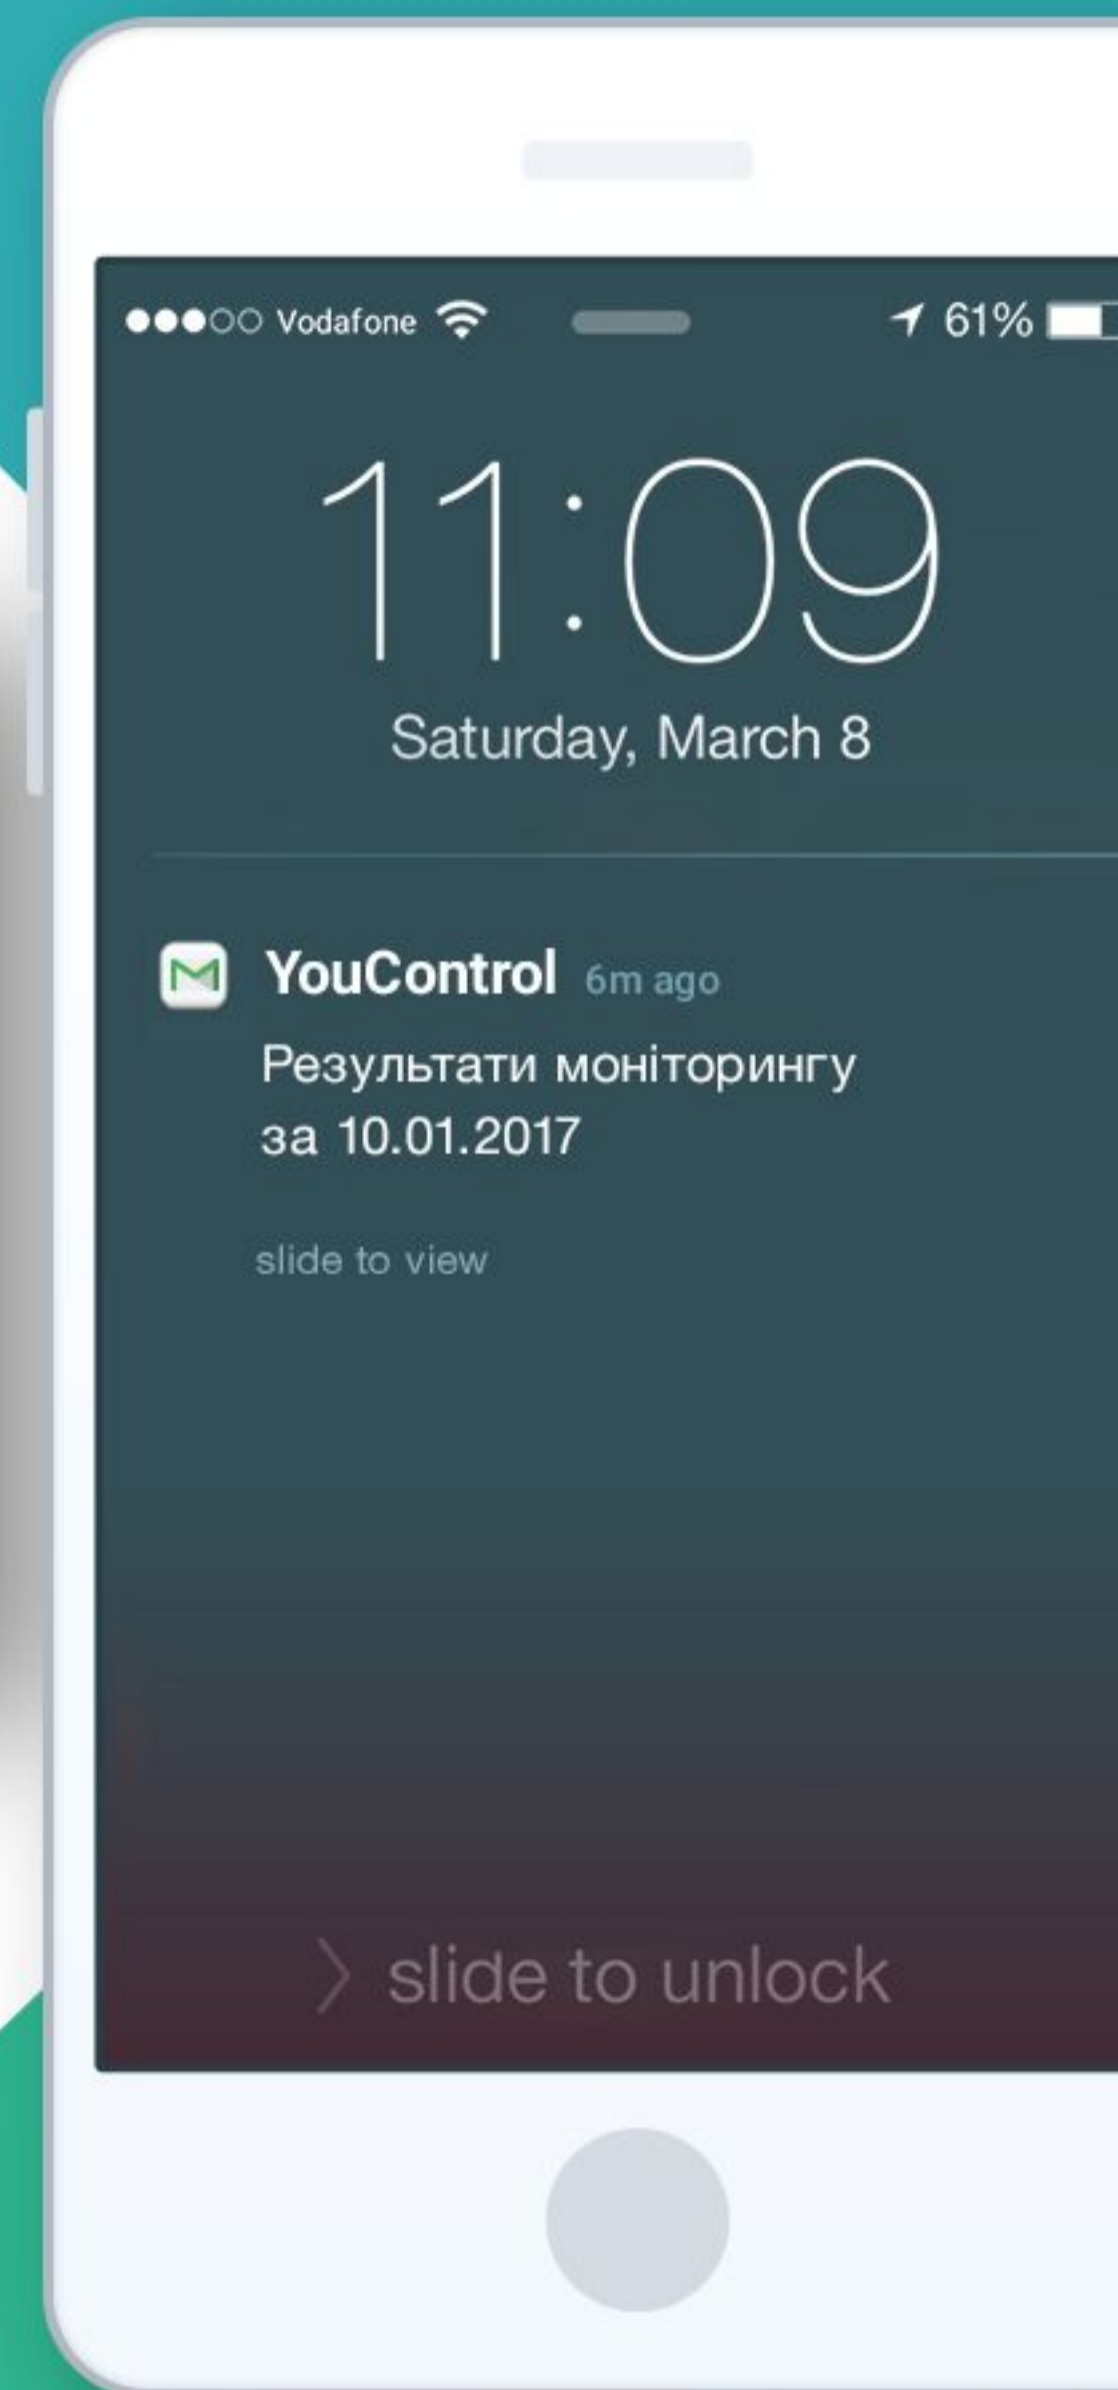 Vodafone 61%
11:09
Saturday, March 8
YouControl 6m ago
Результати моніторингу
за 10.01.2017
slide to view
slide to unlock